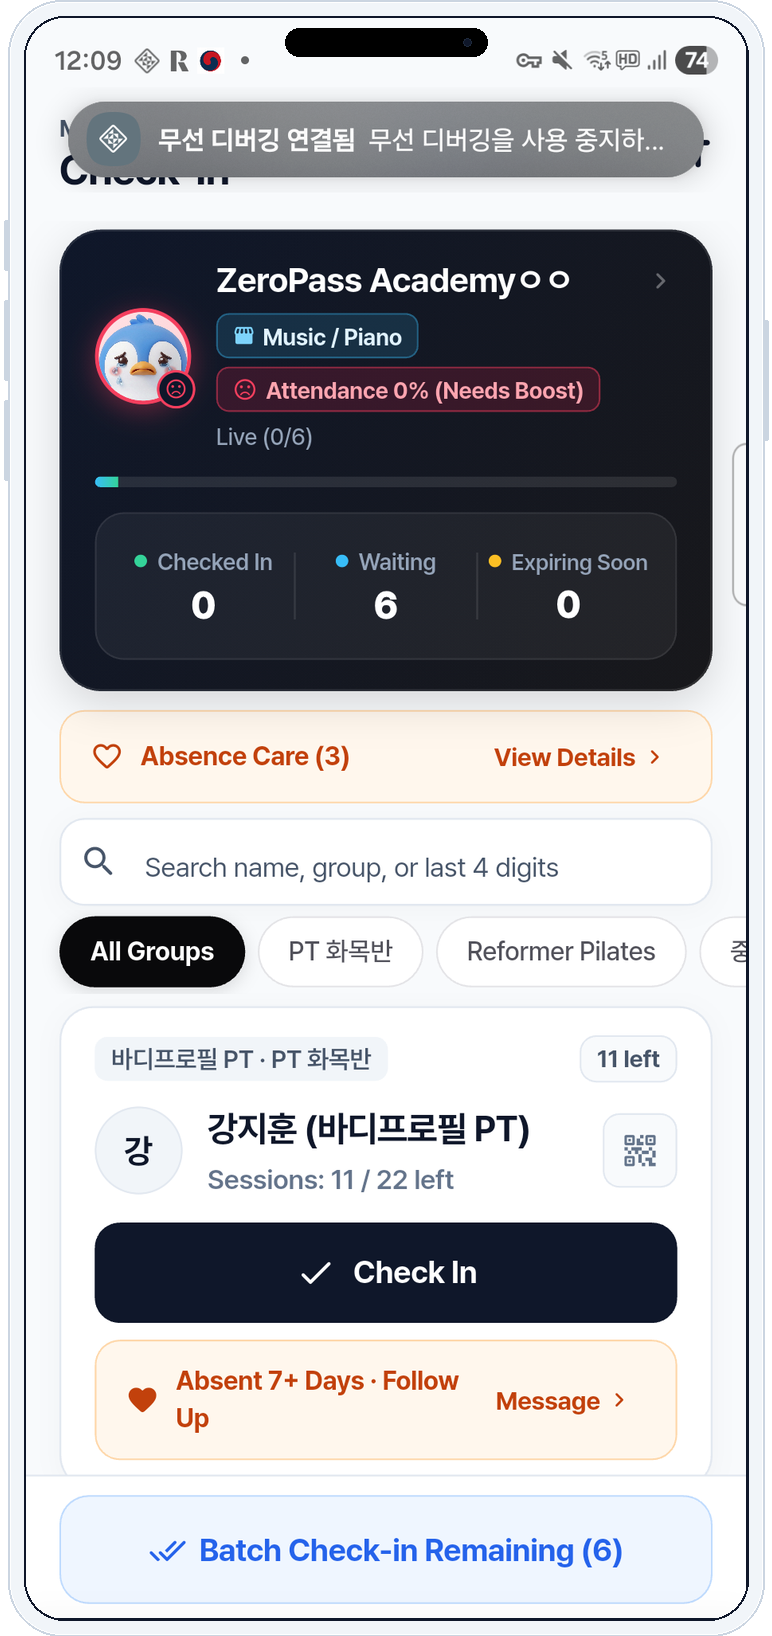 12:09
HD
74
무선 디버깅 연결됨 무선 디버깅을 사용 중지하...
Check-in
ZeroPass Academyㅇㅇ
Music / Piano
Attendance 0% (Needs Boost)
Live (0/6)
Checked In
Waiting
Expiring Soon
0
6
0
Absence Care (3)
View Details
Search name, group, or last 4 digits
All Groups
PT 화목반
Reformer Pilates
바디프로필 PT · PT 화목반
11 left
강
강지훈 (바디프로필 PT)
Sessions: 11 / 22 left
Check In
Absent 7+ Days · Follow
Up
Message
Batch Check-in Remaining (6)